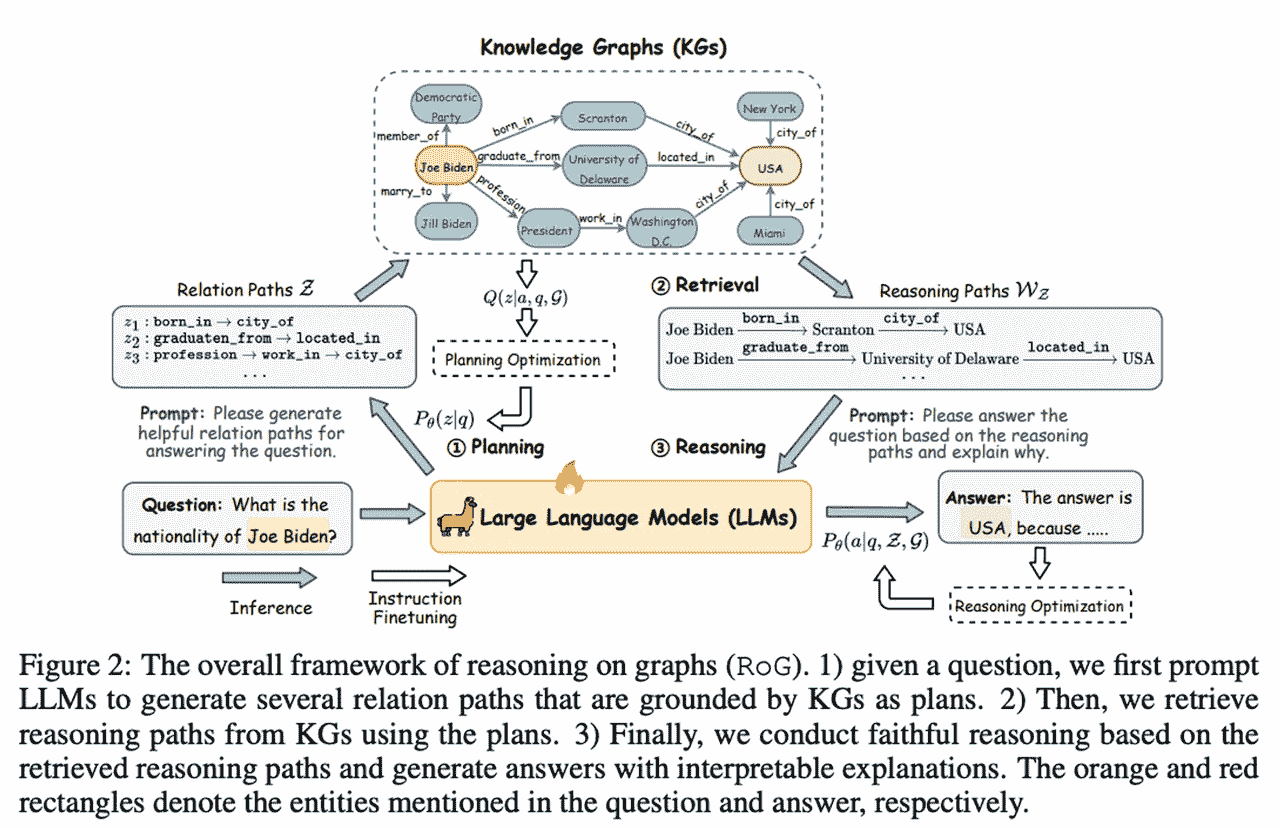 Knowledge Graphs (KGs)
Democratic
Party
member_of
Joe Biden
marry_to
Jill Biden
born_in
Scranton
city_of
graduate_from
University of
Delaware
located_in
profession
President
work_in
Washington
D.C.
city_of
New York
city_of
USA
city_of
Miami
Relation Paths Z
z1 : born_in → city_of
z2 : graduaten_from → located_in
z3 : profession → work_in → city_of
...
Q(z|a, q, G)
Planning Optimization
Pθ(z|q)
② Retrieval
Reasoning Paths WZ
born_in city_of
Joe Biden → Scranton → USA
graduate_from located_in
Joe Biden → University of Delaware → USA
...
Prompt: Please generate
helpful relation paths for
answering the question.
① Planning
③ Reasoning
Prompt: Please answer the
question based on the reasoning
paths and explain why.
Question: What is the
nationality of Joe Biden?
Large Language Models (LLMs)
Pθ(a|q, Z, G)
Answer: The answer is
USA, because .....
Reasoning Optimization
Inference
Instruction
Finetuning
Figure 2: The overall framework of reasoning on graphs (RoG). 1) given a question, we first prompt
LLMs to generate several relation paths that are grounded by KGs as plans. 2) Then, we retrieve
reasoning paths from KGs using the plans. 3) Finally, we conduct faithful reasoning based on the
retrieved reasoning paths and generate answers with interpretable explanations. The orange and red
rectangles denote the entities mentioned in the question and answer, respectively.